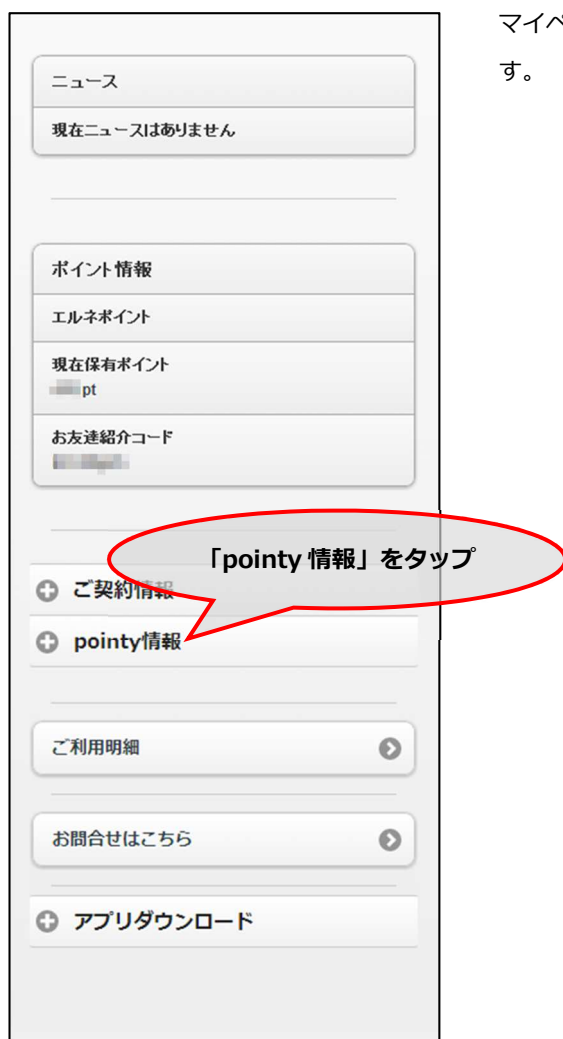 マイペ
す。
ニュース
現在ニュースはありません
ポイント情報
エルネポイント
現在保有ポイント
pt
お友達紹介コード
「pointy 情報」をタップ
ご契約情報
pointy情報
ご利用明細
お問合せはこちら
アプリダウンロード